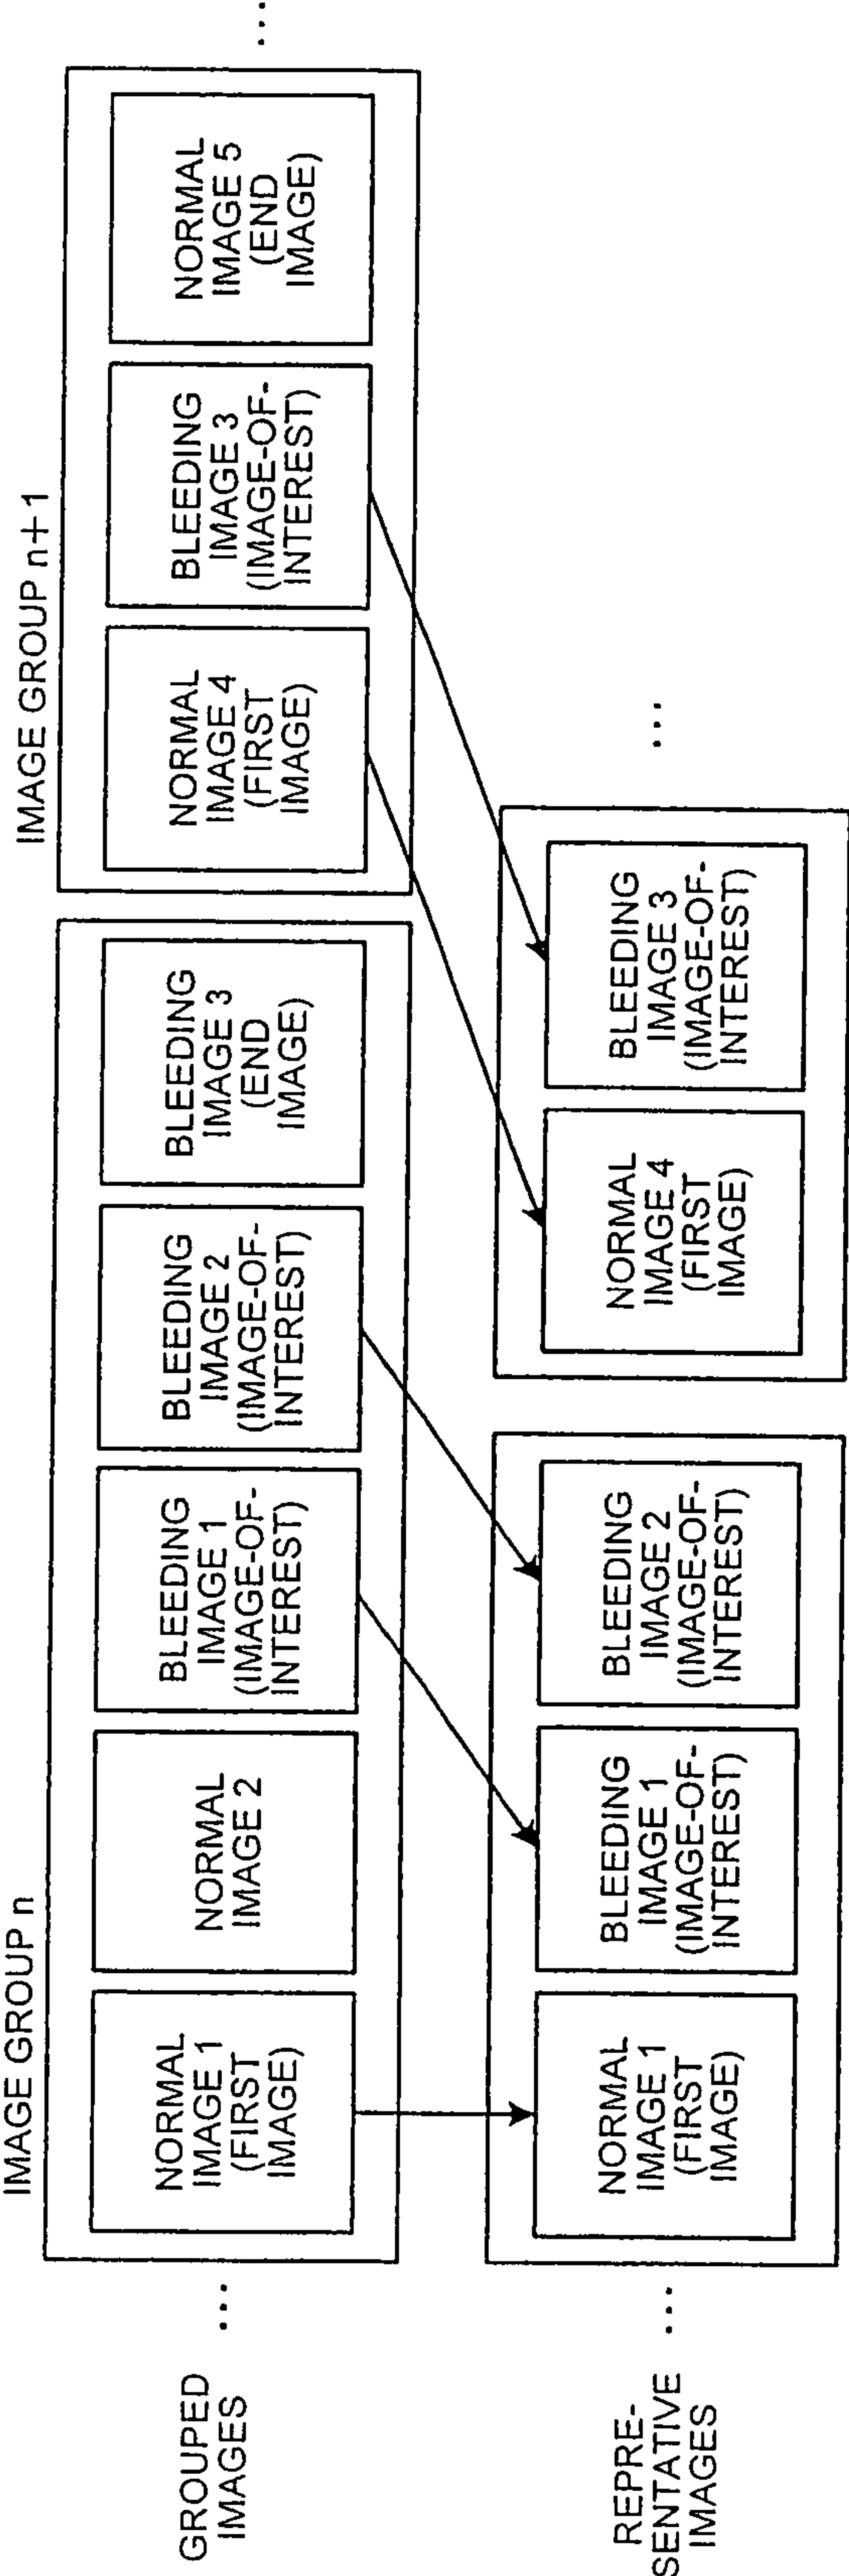 IMAGE GROUP n
IMAGE GROUP n+1
GROUPED
IMAGES
...
NORMAL
IMAGE 1
(FIRST
IMAGE)
NORMAL
IMAGE 2
BLEEDING
IMAGE 1
(IMAGE-OF-
INTEREST)
BLEEDING
IMAGE 2
(IMAGE-OF-
INTEREST)
BLEEDING
IMAGE 3
(END
IMAGE)
NORMAL
IMAGE 4
(FIRST
IMAGE)
BLEEDING
IMAGE 3
(IMAGE-OF-
INTEREST)
NORMAL
IMAGE 5
(END
IMAGE)
...
REPRE-
SENTATIVE
IMAGES
...
NORMAL
IMAGE 1
(FIRST
IMAGE)
BLEEDING
IMAGE 1
(IMAGE-OF-
INTEREST)
BLEEDING
IMAGE 2
(IMAGE-OF-
INTEREST)
NORMAL
IMAGE 4
(FIRST
IMAGE)
BLEEDING
IMAGE 3
(IMAGE-OF-
INTEREST)
...